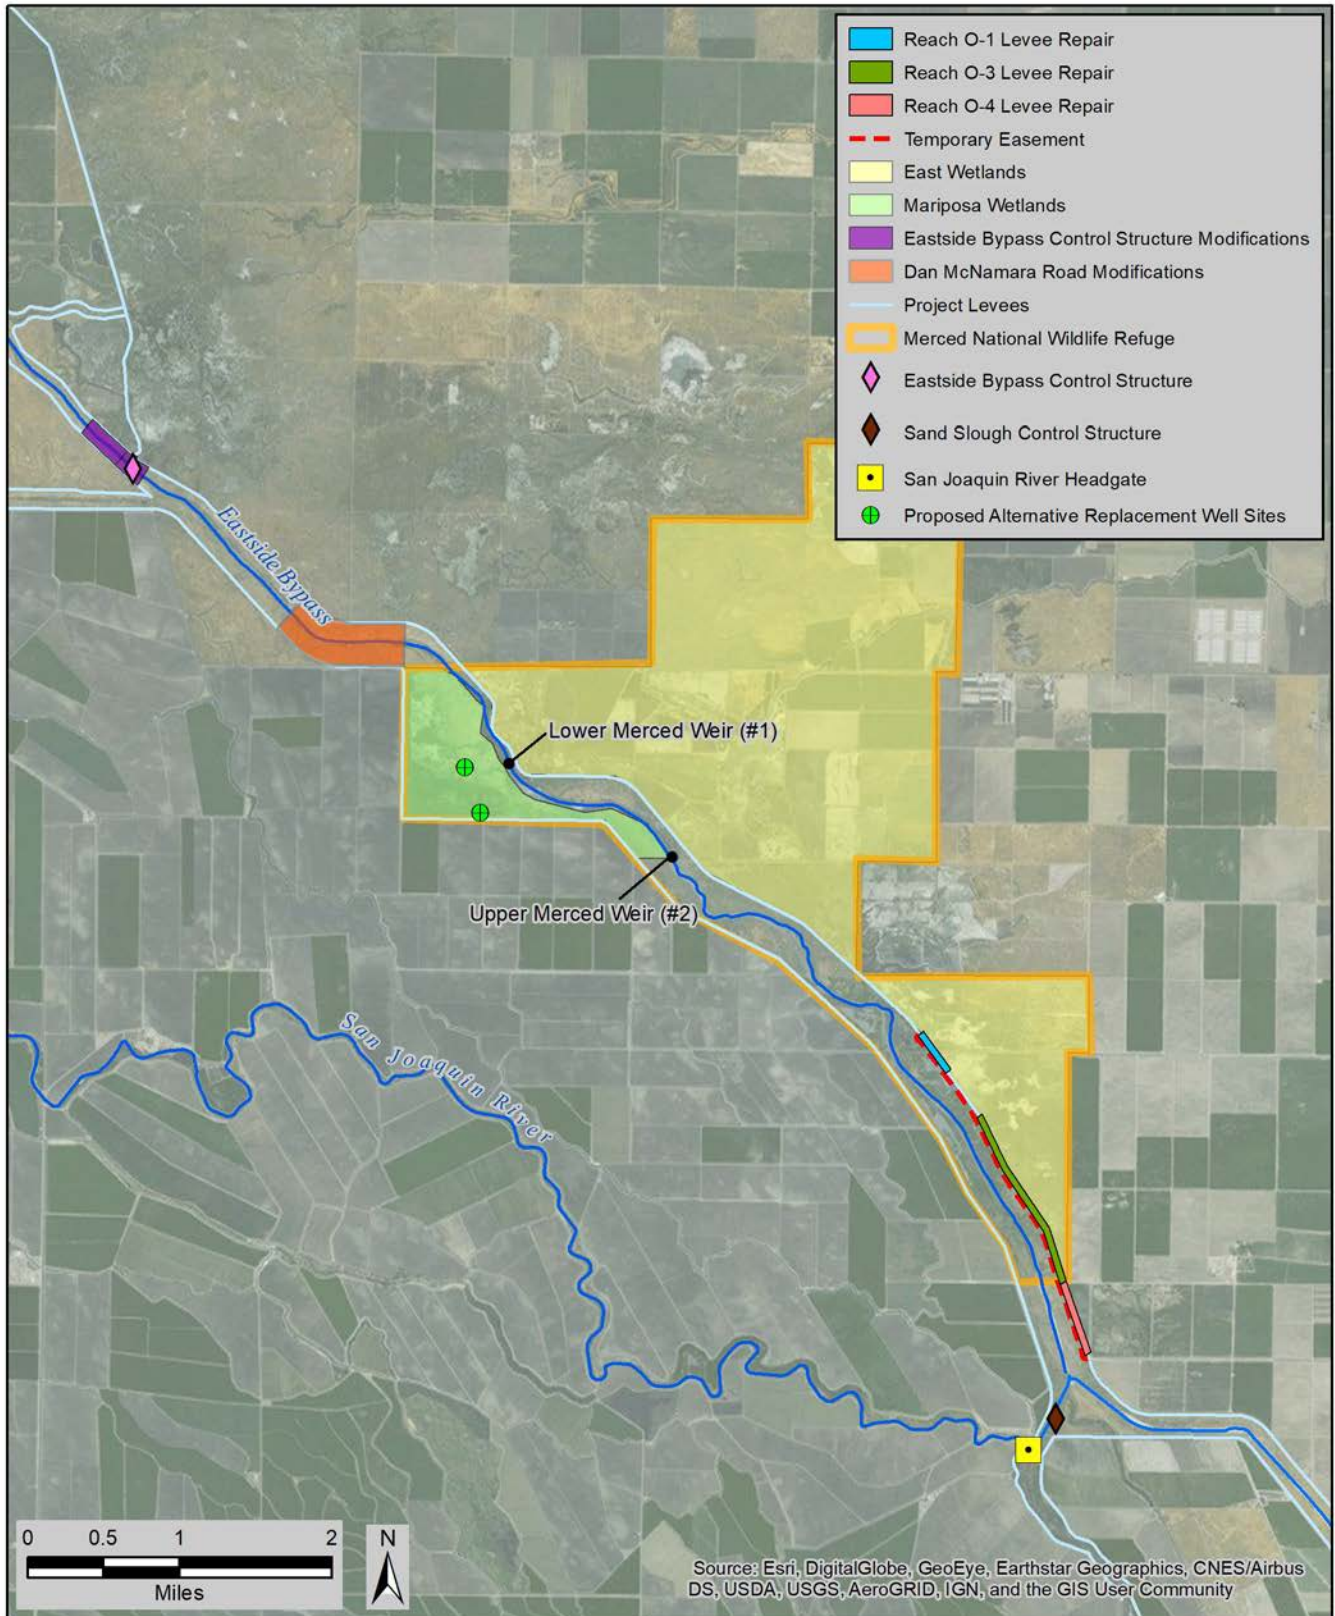 Reach O-1 Levee Repair
Reach O-3 Levee Repair
Reach O-4 Levee Repair
Temporary Easement
East Wetlands
Mariposa Wetlands
Eastside Bypass Control Structure Modifications
Dan McNamara Road Modifications
Project Levees
Merced National Wildlife Refuge
Eastside Bypass Control Structure
Sand Slough Control Structure
San Joaquin River Headgate
Proposed Alternative Replacement Well Sites
Eastside Bypass
Lower Merced Weir (#1)
Upper Merced Weir (#2)
San Joaquin River
0 0.5 1 2
Miles
N
Source: Esri, DigitalGlobe, GeoEye, Earthstar Geographics, CNES/Airbus
DS, USDA, USGS, AeroGRID, IGN, and the GIS User Community